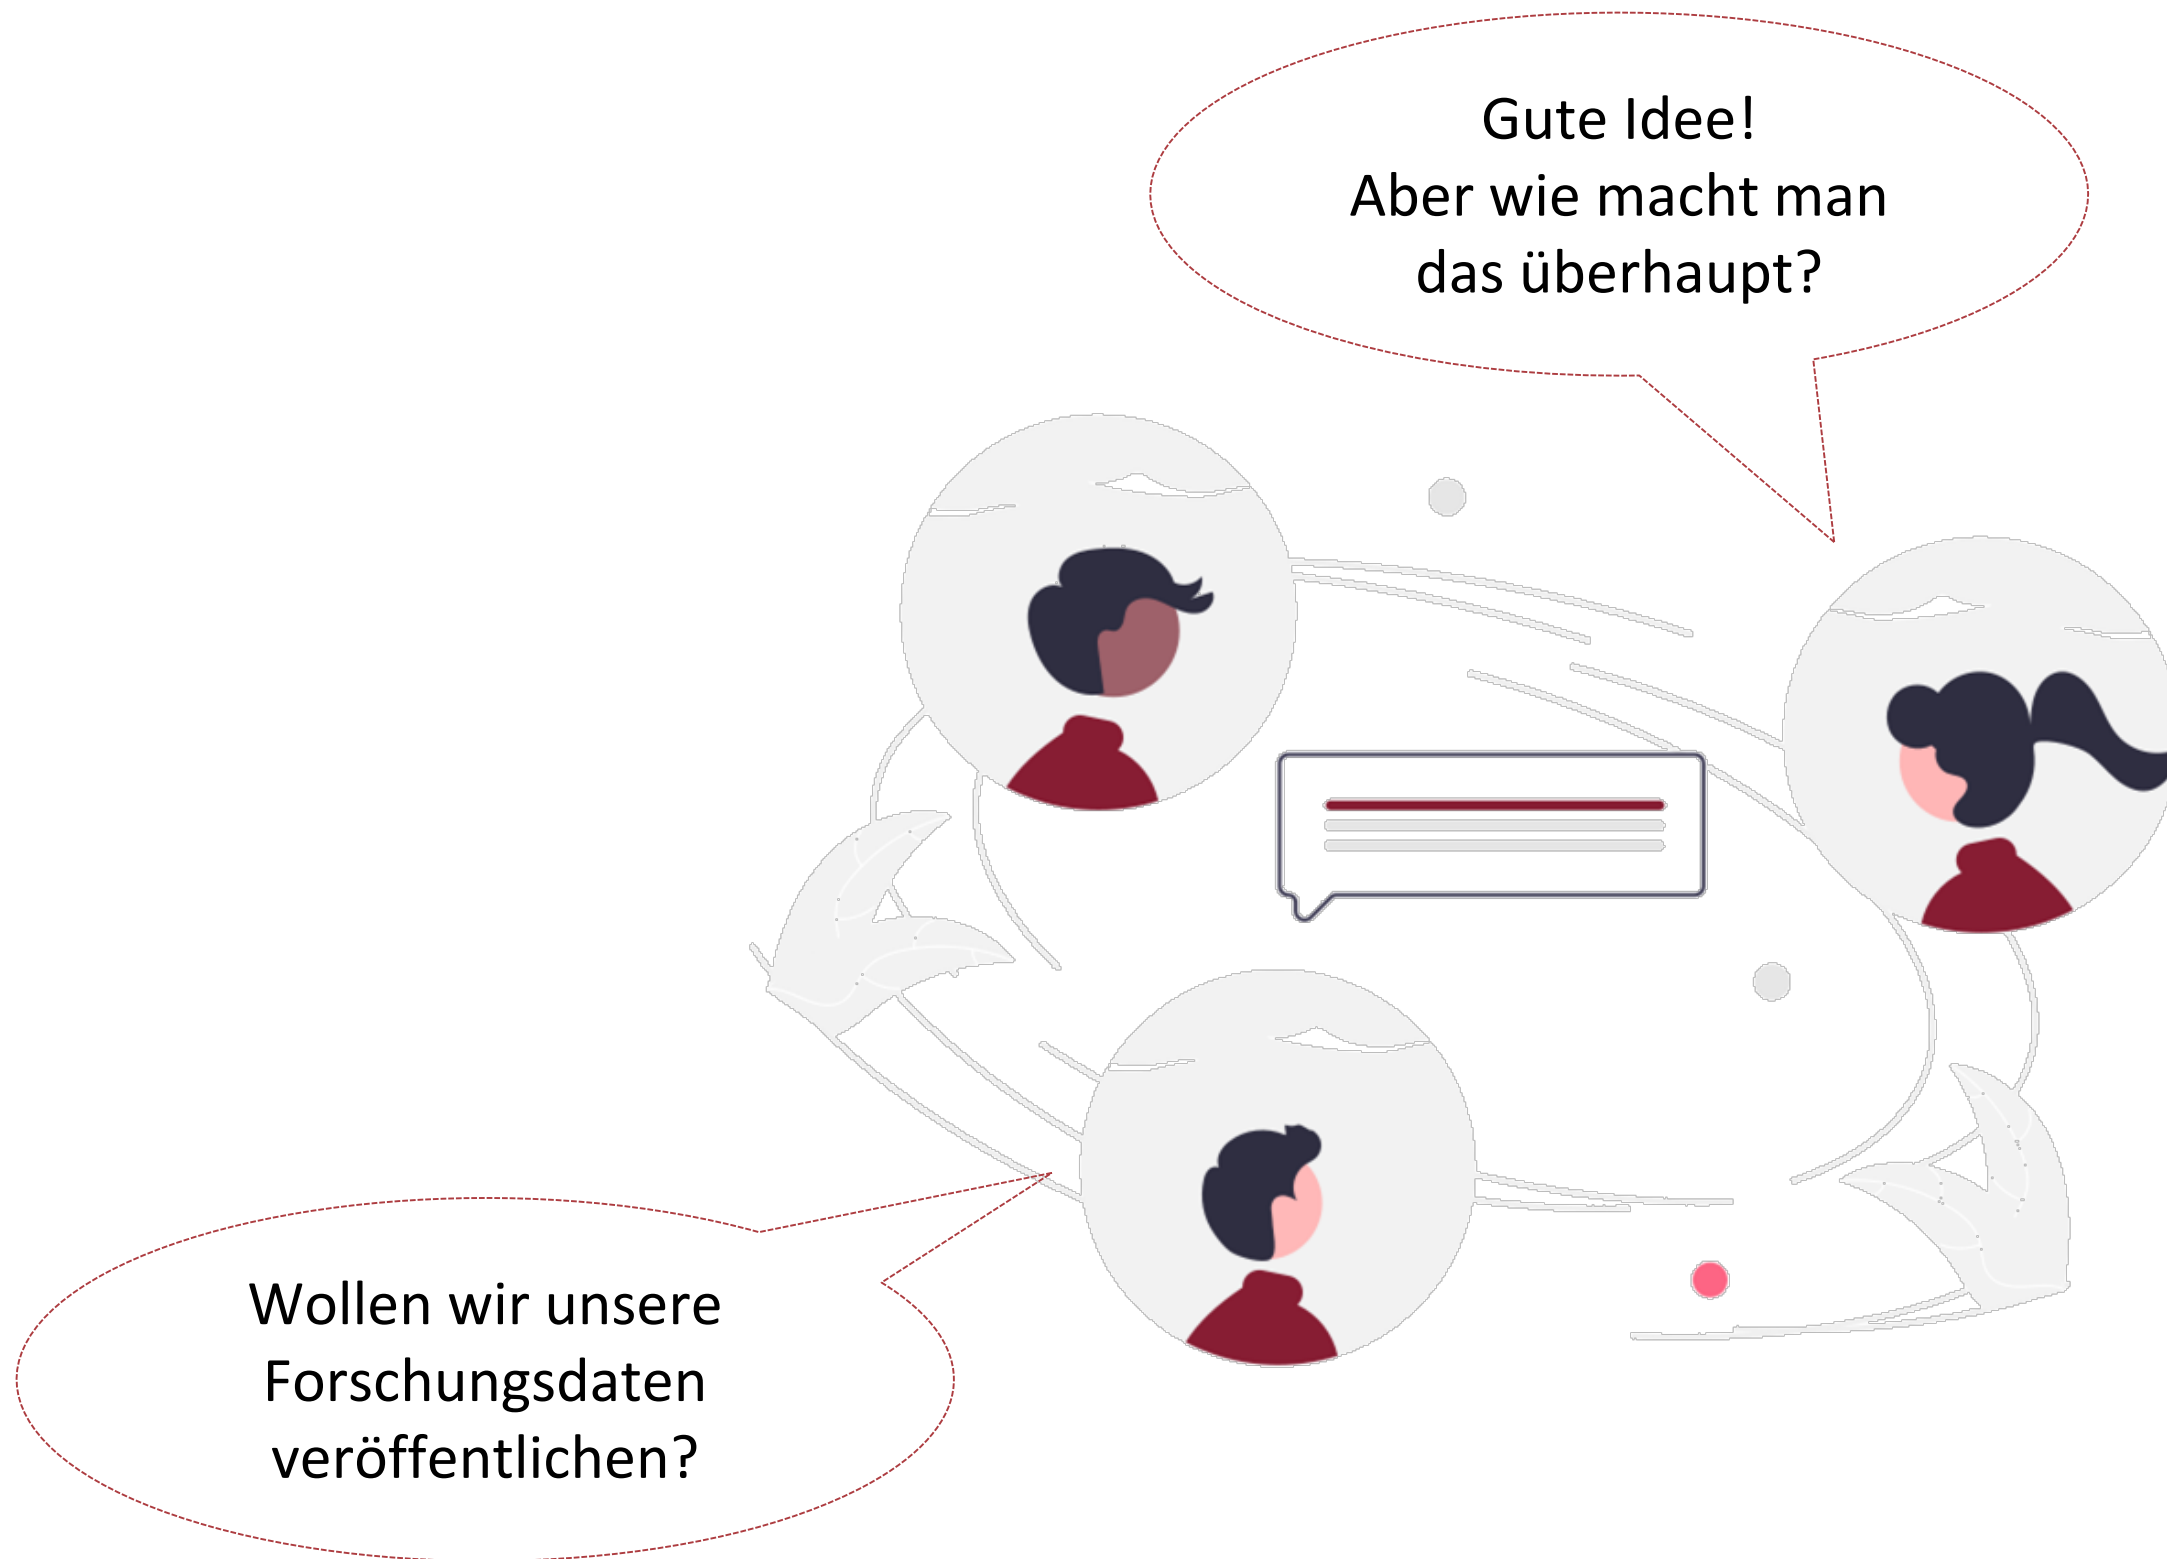 Gute Idee!
Aber wie macht man
das überhaupt?
Wollen wir unsere
Forschungsdaten
veröffentlichen?